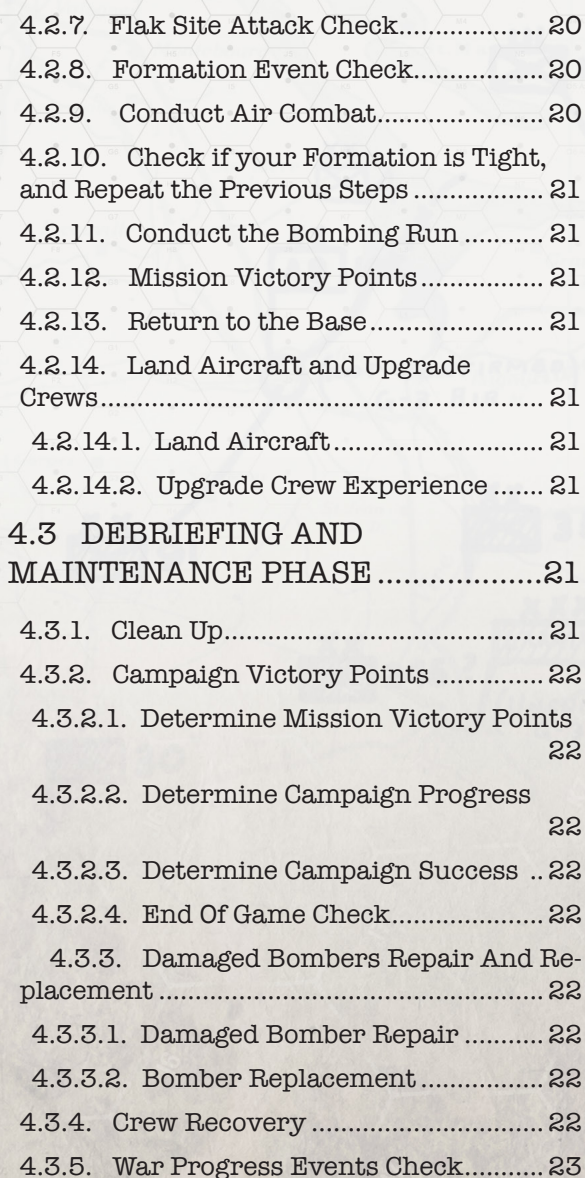 4.2.7. Flak Site Attack Check.................. 20
4.2.8. Formation Event Check................ 20
4.2.9. Conduct Air Combat.................... 20
4.2.10. Check if your Formation is Tight,
and Repeat the Previous Steps ............... 21
4.2.11. Conduct the Bombing Run .......... 21
4.2.12. Mission Victory Points................ 21
4.2.13. Return to the Base...................... 21
4.2.14. Land Aircraft and Upgrade
Crews.................................................... 21
4.2.14.1. Land Aircraft......................... 21
4.2.14.2. Upgrade Crew Experience ....... 21
4.3 DEBRIEFING AND
MAINTENANCE PHASE ..................21
4.3.1. Clean Up..................................... 21
4.3.2. Campaign Victory Points .............. 22
4.3.2.1. Determine Mission Victory Points
22
4.3.2.2. Determine Campaign Progress
22
4.3.2.3. Determine Campaign Success .. 22
4.3.2.4. End Of Game Check.................. 22
4.3.3. Damaged Bombers Repair And Re-
placement ............................................. 22
4.3.3.1. Damaged Bomber Repair .......... 22
4.3.3.2. Bomber Replacement............... 22
4.3.4. Crew Recovery ........................... 22
4.3.5. War Progress Events Check.......... 23